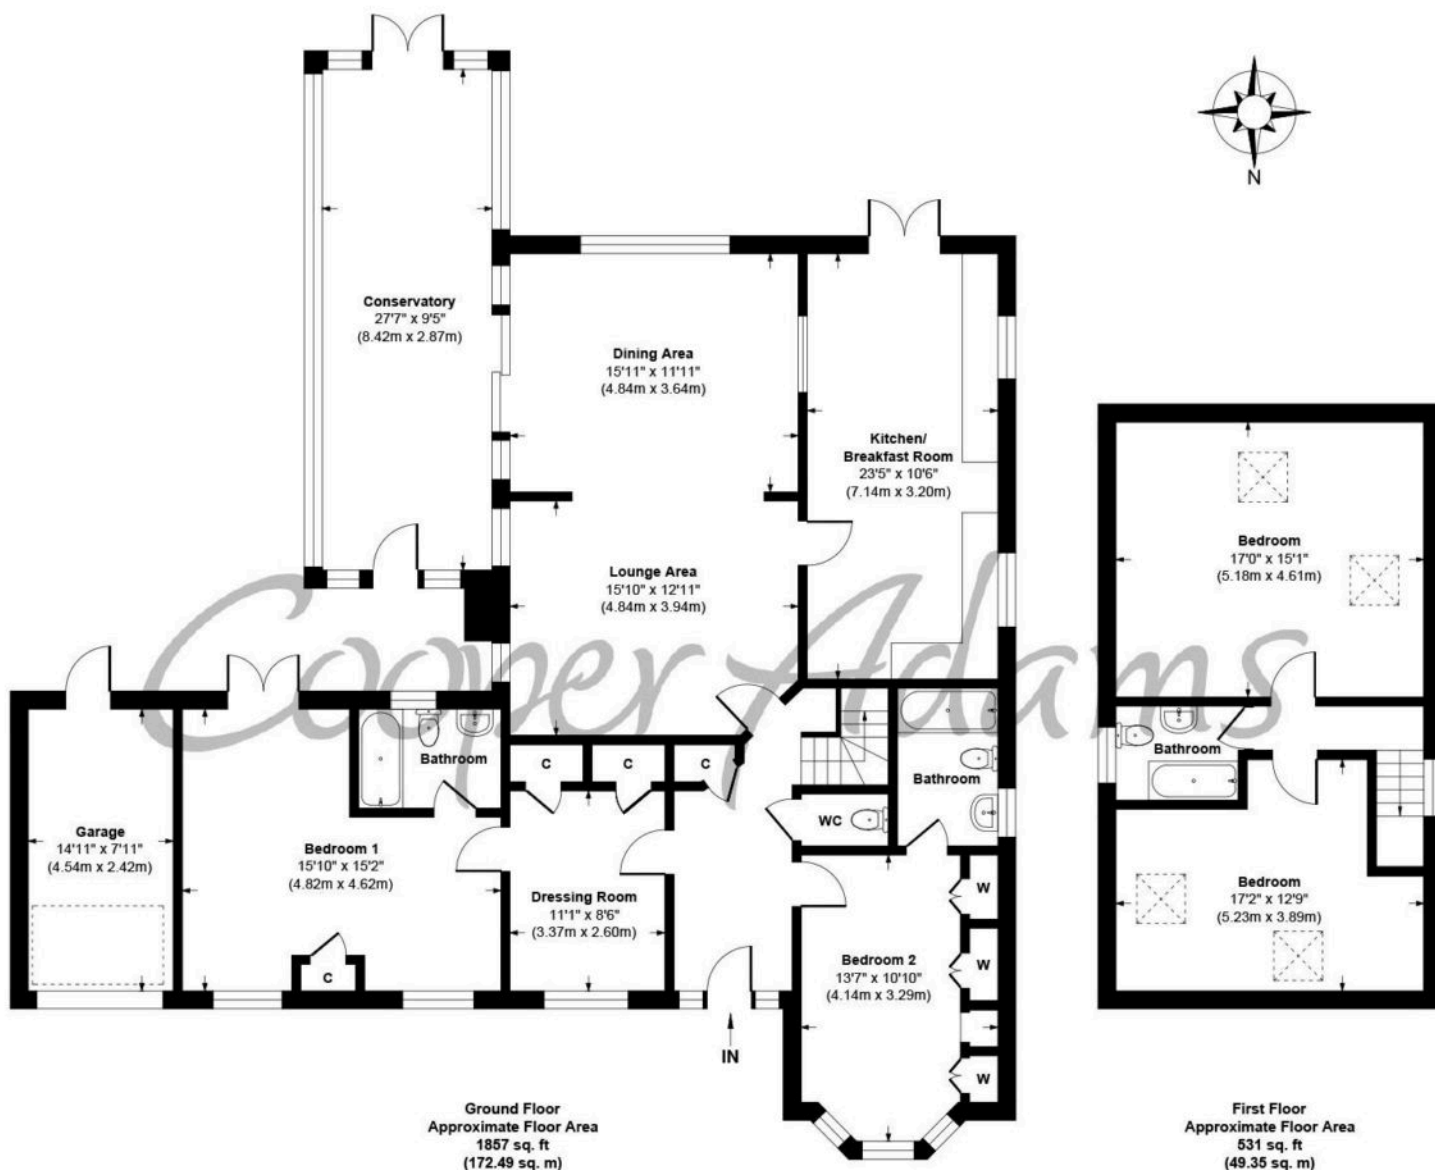 N
Conservatory
27'7" x 9'5"
(8.42m x 2.87m)
Dining Area
15'11" x 11'11"
(4.84m x 3.64m)
Kitchen/
Breakfast Room
23'5" x 10'6"
(7.14m x 3.20m)
Lounge Area
15'10" x 12'11"
(4.84m x 3.94m)
Cooper Adams
Bedroom
17'0" x 15'1"
(5.18m x 4.61m)
Bathroom
C
C
C
Bathroom
Bathroom
WC
Garage
14'11" x 7'11"
(4.54m x 2.42m)
Bedroom 1
15'10" x 15'2"
(4.82m x 4.62m)
C
Dressing Room
11'1" x 8'6"
(3.37m x 2.60m)
Bedroom 2
13'7" x 10'10"
(4.14m x 3.29m)
W
W
W
Bedroom
17'2" x 12'9"
(5.23m x 3.89m)
IN
Ground Floor
Approximate Floor Area
1857 sq. ft
(172.49 sq. m)
First Floor
Approximate Floor Area
531 sq. ft
(49.35 sq. m)